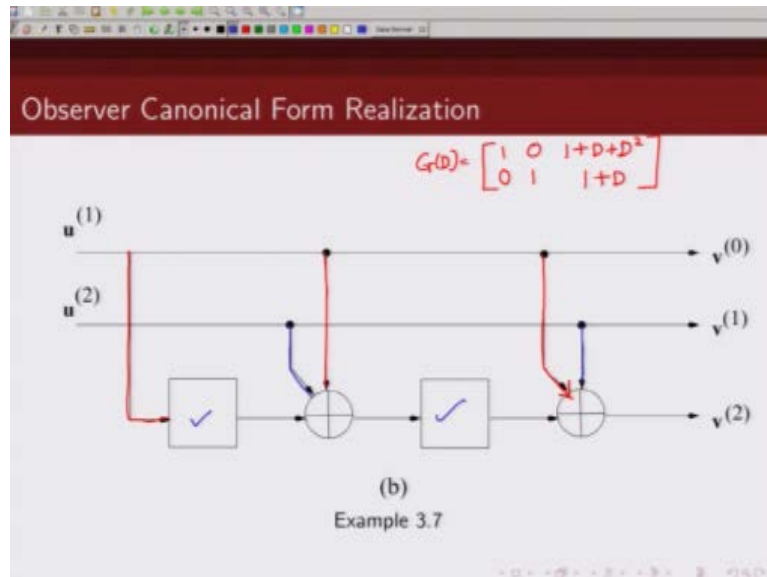 Observer Canonical Form Realization
G(D)= [1 0 1+D+D²
0 1 1+D]
u(1)
v(0)
u(2)
v(1)
v(2)
(b)
Example 3.7